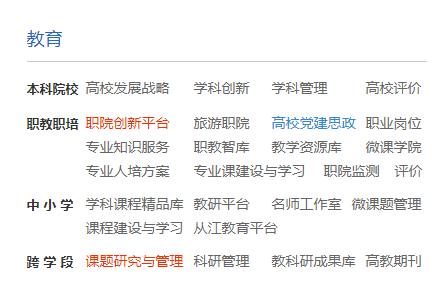 教育
本科院校 高校发展战略 学科创新 学科管理 高校评价
职教职培 职院创新平台 旅游职院 高校党建思政 职业岗位
专业知识服务 职教智库 教学资源库 微课学院
专业人培方案 专业课建设与学习 职院监测 评价
中小学 学科课程精品库 教研平台 名师工作室 微课题管理
课程建设与学习 从江教育平台
跨学段 课题研究与管理 科研管理 教科研成果库 高教期刊